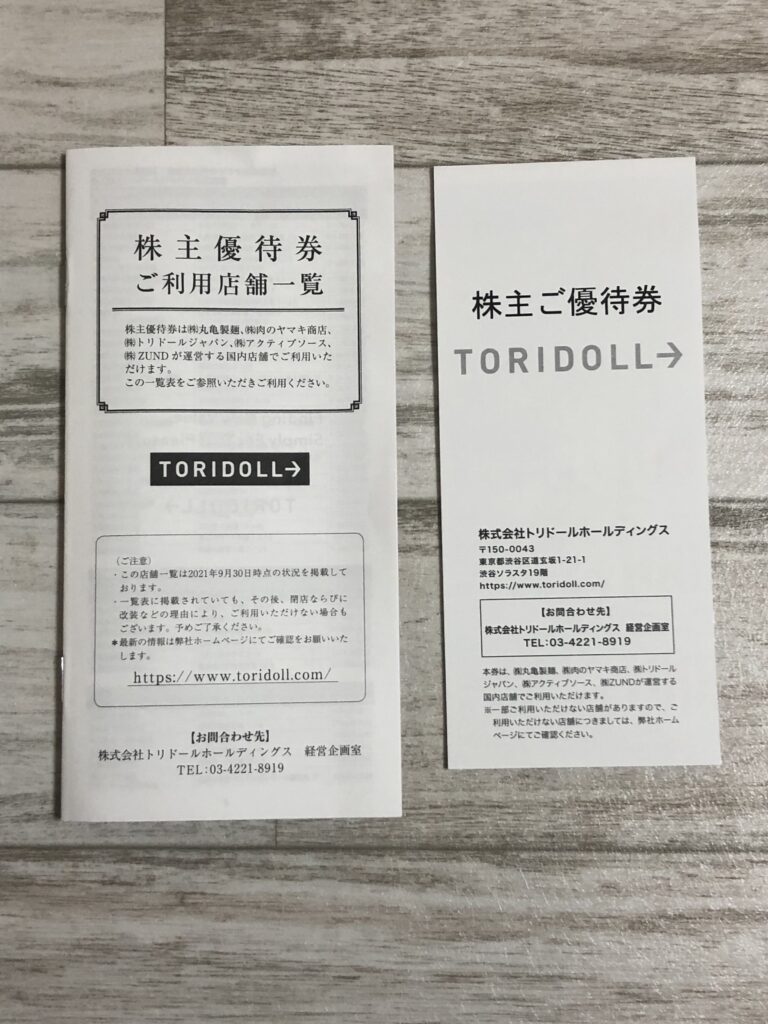 株主優待券
ご利用店舗一覧
株主優待券は㈱丸亀製麺、㈱肉のヤマキ商店、
㈱トリドールジャパン、㈱アクティブソース、
㈱ZUNDが運営する国内店舗でご利用いた
だけます。
この一覧表をご参照いただきご利用ください。
TORIDOLL→
（ご注意）
・この店舗一覧は2021年9月30日時点の状況を掲載して
おります。
・一覧表に掲載されていても、その後、閉店ならびに
改装などの理由により、ご利用いただけない場合も
ございます。予めご了承ください。
＊最新の情報は弊社ホームページにてご確認をお願いいた
します。
https://www.toridoll.com/
【お問合わせ先】
株式会社トリドールホールディングス　経営企画室
TEL:03-4221-8919
株主ご優待券
TORIDOLL→
株式会社トリドールホールディングス
〒150-0043
東京都渋谷区道玄坂1-21-1
渋谷ソラスタ19階
https://www.toridoll.com/
【お問合わせ先】
株式会社トリドールホールディングス　経営企画室
TEL:03-4221-8919
本券は、㈱丸亀製麺、㈱肉のヤマキ商店、㈱トリドール
ジャパン、㈱アクティブソース、㈱ZUNDが運営する
国内店舗でご利用いただけます。
※一部ご利用いただけない店舗がありますので、ご
利用いただけない店舗につきましては、弊社ホーム
ページにてご確認ください。